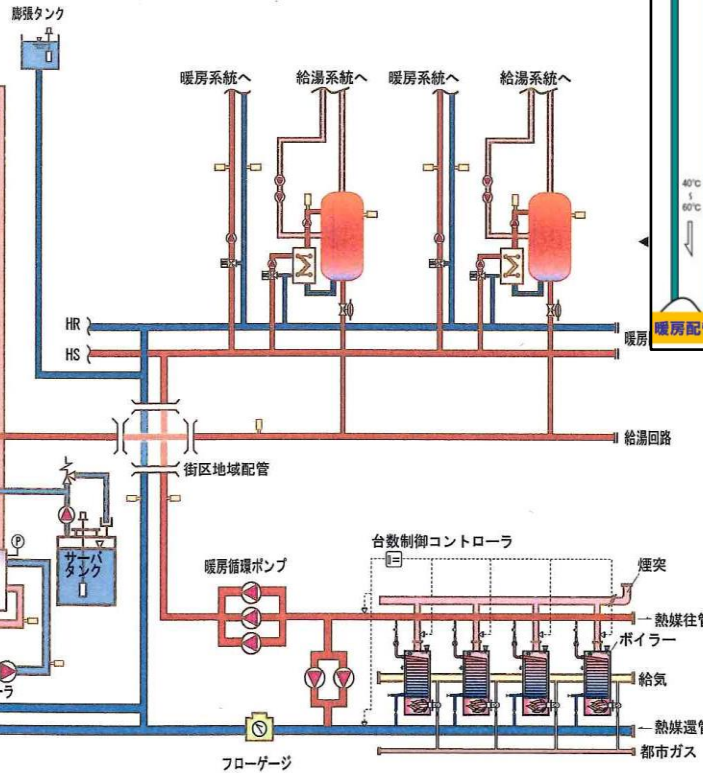 膨張タンク
暖房系統へ
給湯系統へ
暖房系統へ
給湯系統へ
40℃
〜
60℃
暖房配
HR
HS
暖房
給湯回路
街区地域配管
P
サーバ
タンク
暖房循環ポンプ
台数制御コントローラ
煙突
熱媒往管
ボイラー
給気
ラ
熱媒還管
都市ガス
フローゲージ